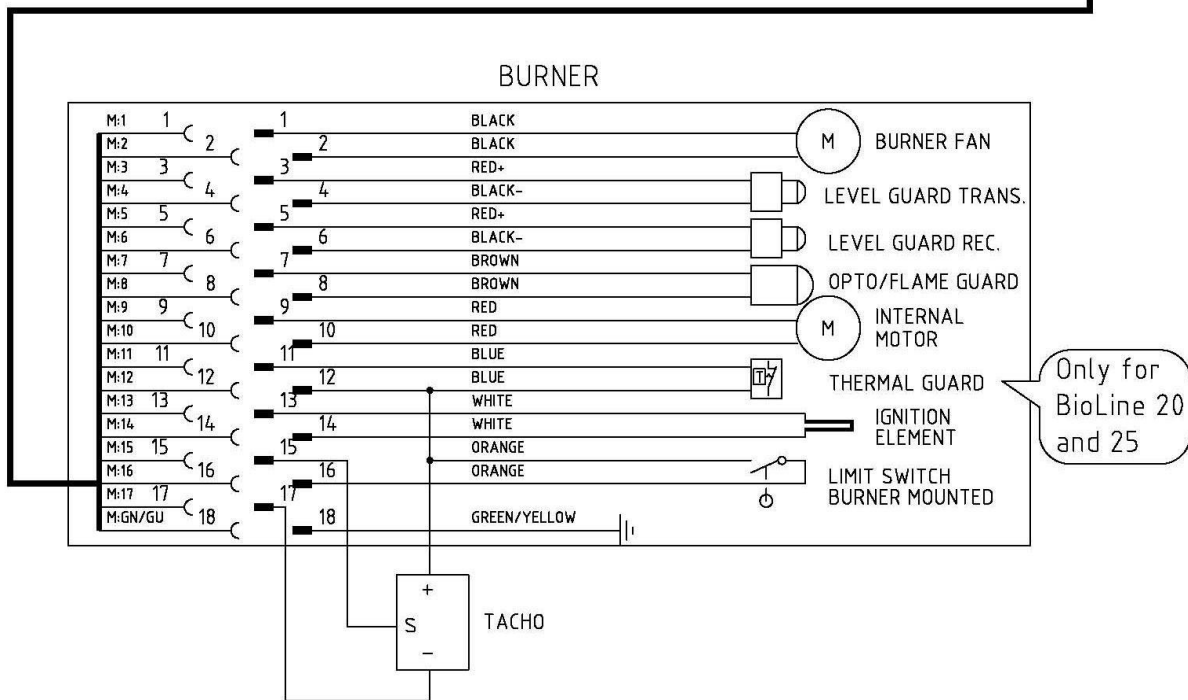 BURNER
M:1 1 1 BLACK
M:2 2 2 BLACK
BURNER FAN
M
M:3 3 3 RED+
M:4 4 4 BLACK-
LEVEL GUARD TRANS.
M:5 5 5 RED+
M:6 6 6 BLACK-
LEVEL GUARD REC.
M:7 7 7 BROWN
M:8 8 8 BROWN
OPTO/FLAME GUARD
M:9 9 9 RED
M:10 10 10 RED
M
INTERNAL
MOTOR
M:11 11 11 BLUE
M:12 12 12 BLUE
T
THERMAL GUARD
Only for
BioLine 20
and 25
M:13 13 13 WHITE
M:14 14 14 WHITE
IGNITION
ELEMENT
M:15 15 15 ORANGE
M:16 16 16 ORANGE
LIMIT SWITCH
BURNER MOUNTED
M:17 17 17
M:GN/GU 18 18 GREEN/YELLOW
+
S
-
TACHO